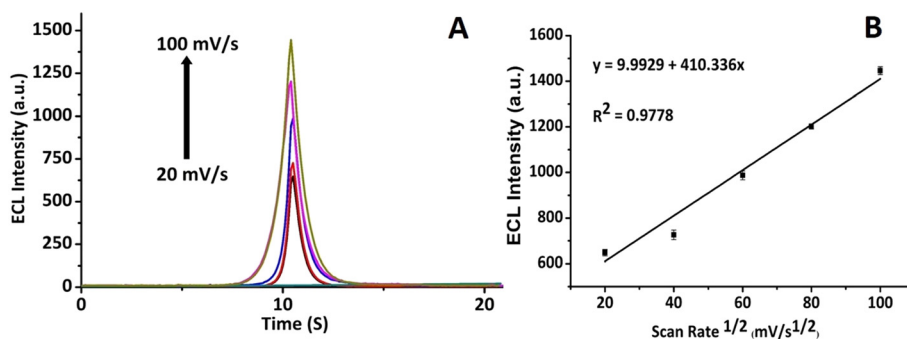 A
1500
1250
1000
750
500
250
0
ECL Intensity (a.u.)
100 mV/s
20 mV/s
0
10
20
Time (S)
B
1600
1400
1200
1000
800
600
ECL Intensity (a.u.)
y = 9.9929 + 410.336x
R² = 0.9778
20
40
60
80
100
Scan Rate ^1/2 (mV/s^1/2)